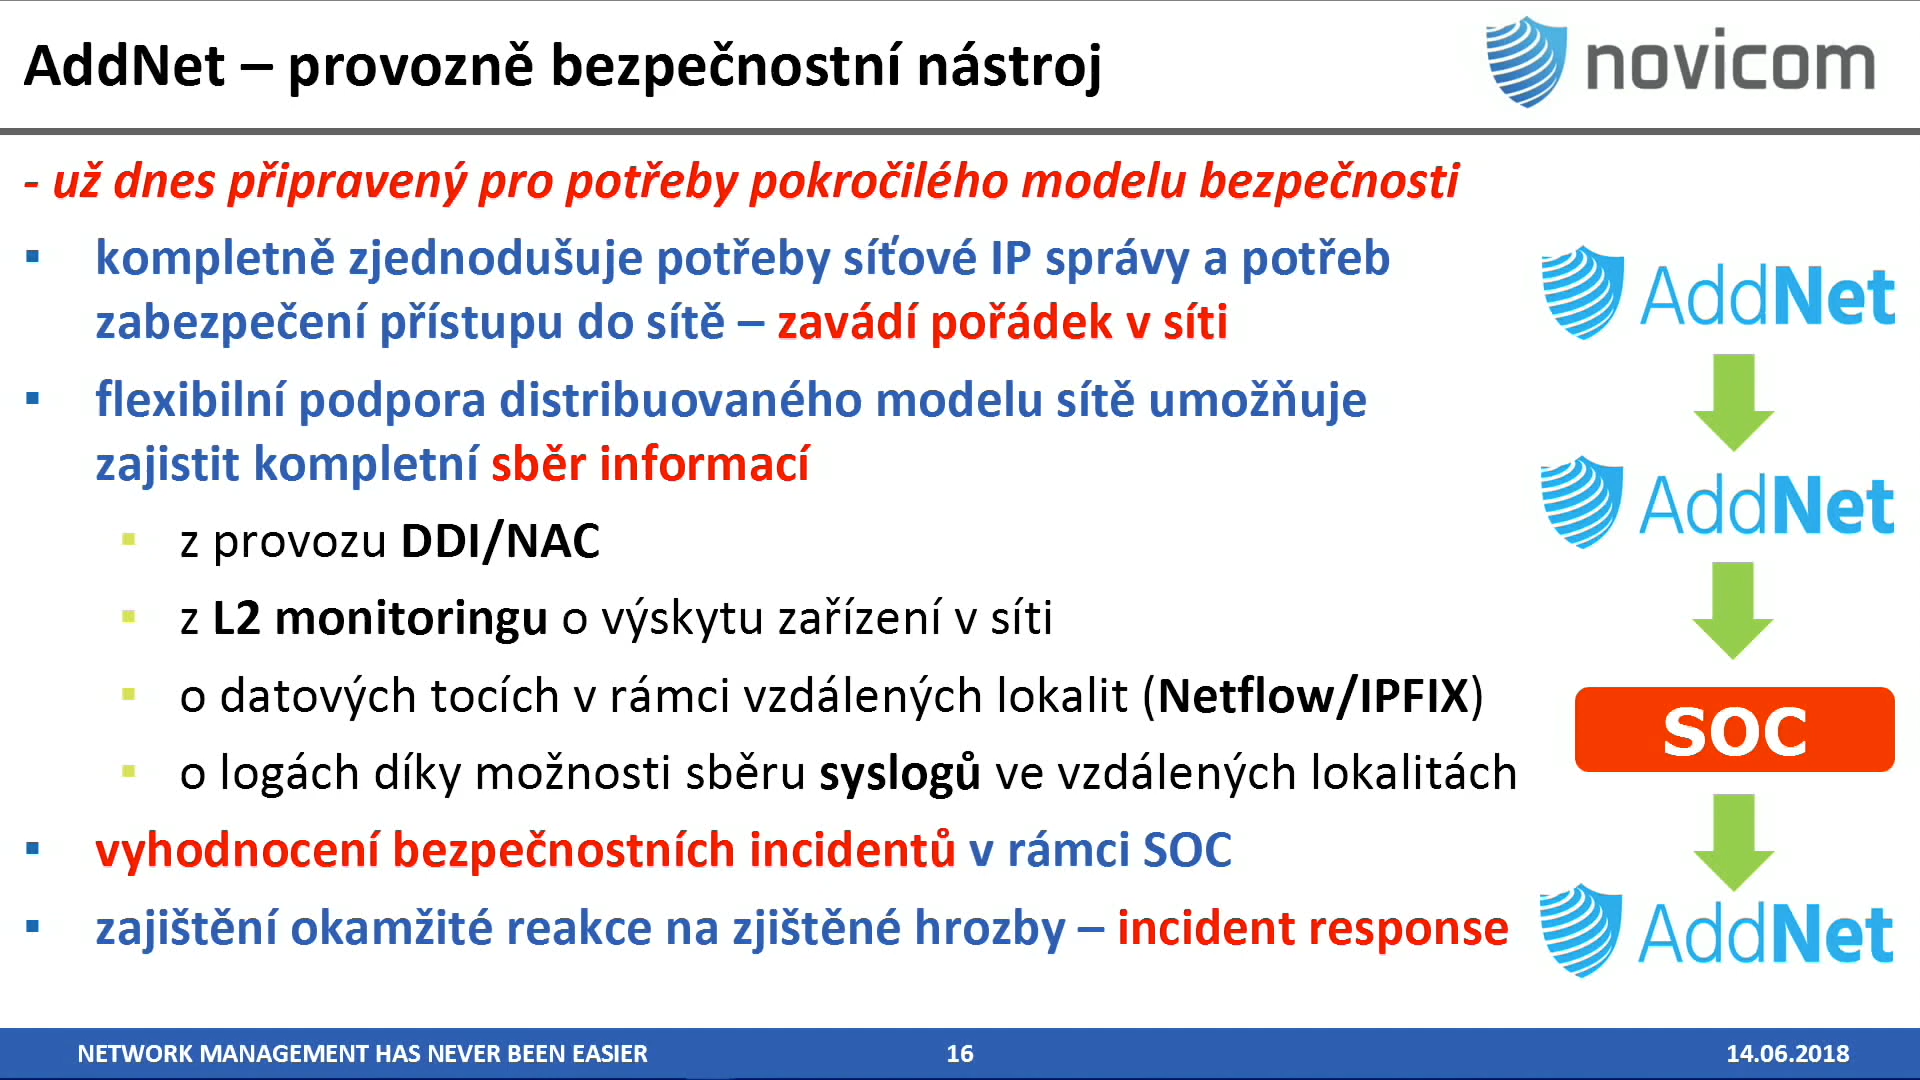 AddNet – provozně bezpečnostní nástroj
novicom
- už dnes připravený pro potřeby pokročilého modelu bezpečnosti
▪ kompletně zjednodušuje potřeby síťové IP správy a potřeb
zabezpečení přístupu do sítě – zavádí pořádek v síti
▪ flexibilní podpora distribuovaného modelu sítě umožňuje
zajistit kompletní sběr informací
▪ z provozu DDI/NAC
▪ z L2 monitoringu o výskytu zařízení v síti
▪ o datových tocích v rámci vzdálených lokalit (Netflow/IPFIX)
▪ o logách díky možnosti sběru syslogů ve vzdálených lokalitách
▪ vyhodnocení bezpečnostních incidentů v rámci SOC
▪ zajištění okamžité reakce na zjištěné hrozby – incident response
AddNet
AddNet
SOC
AddNet
NETWORK MANAGEMENT HAS NEVER BEEN EASIER
16
14.06.2018